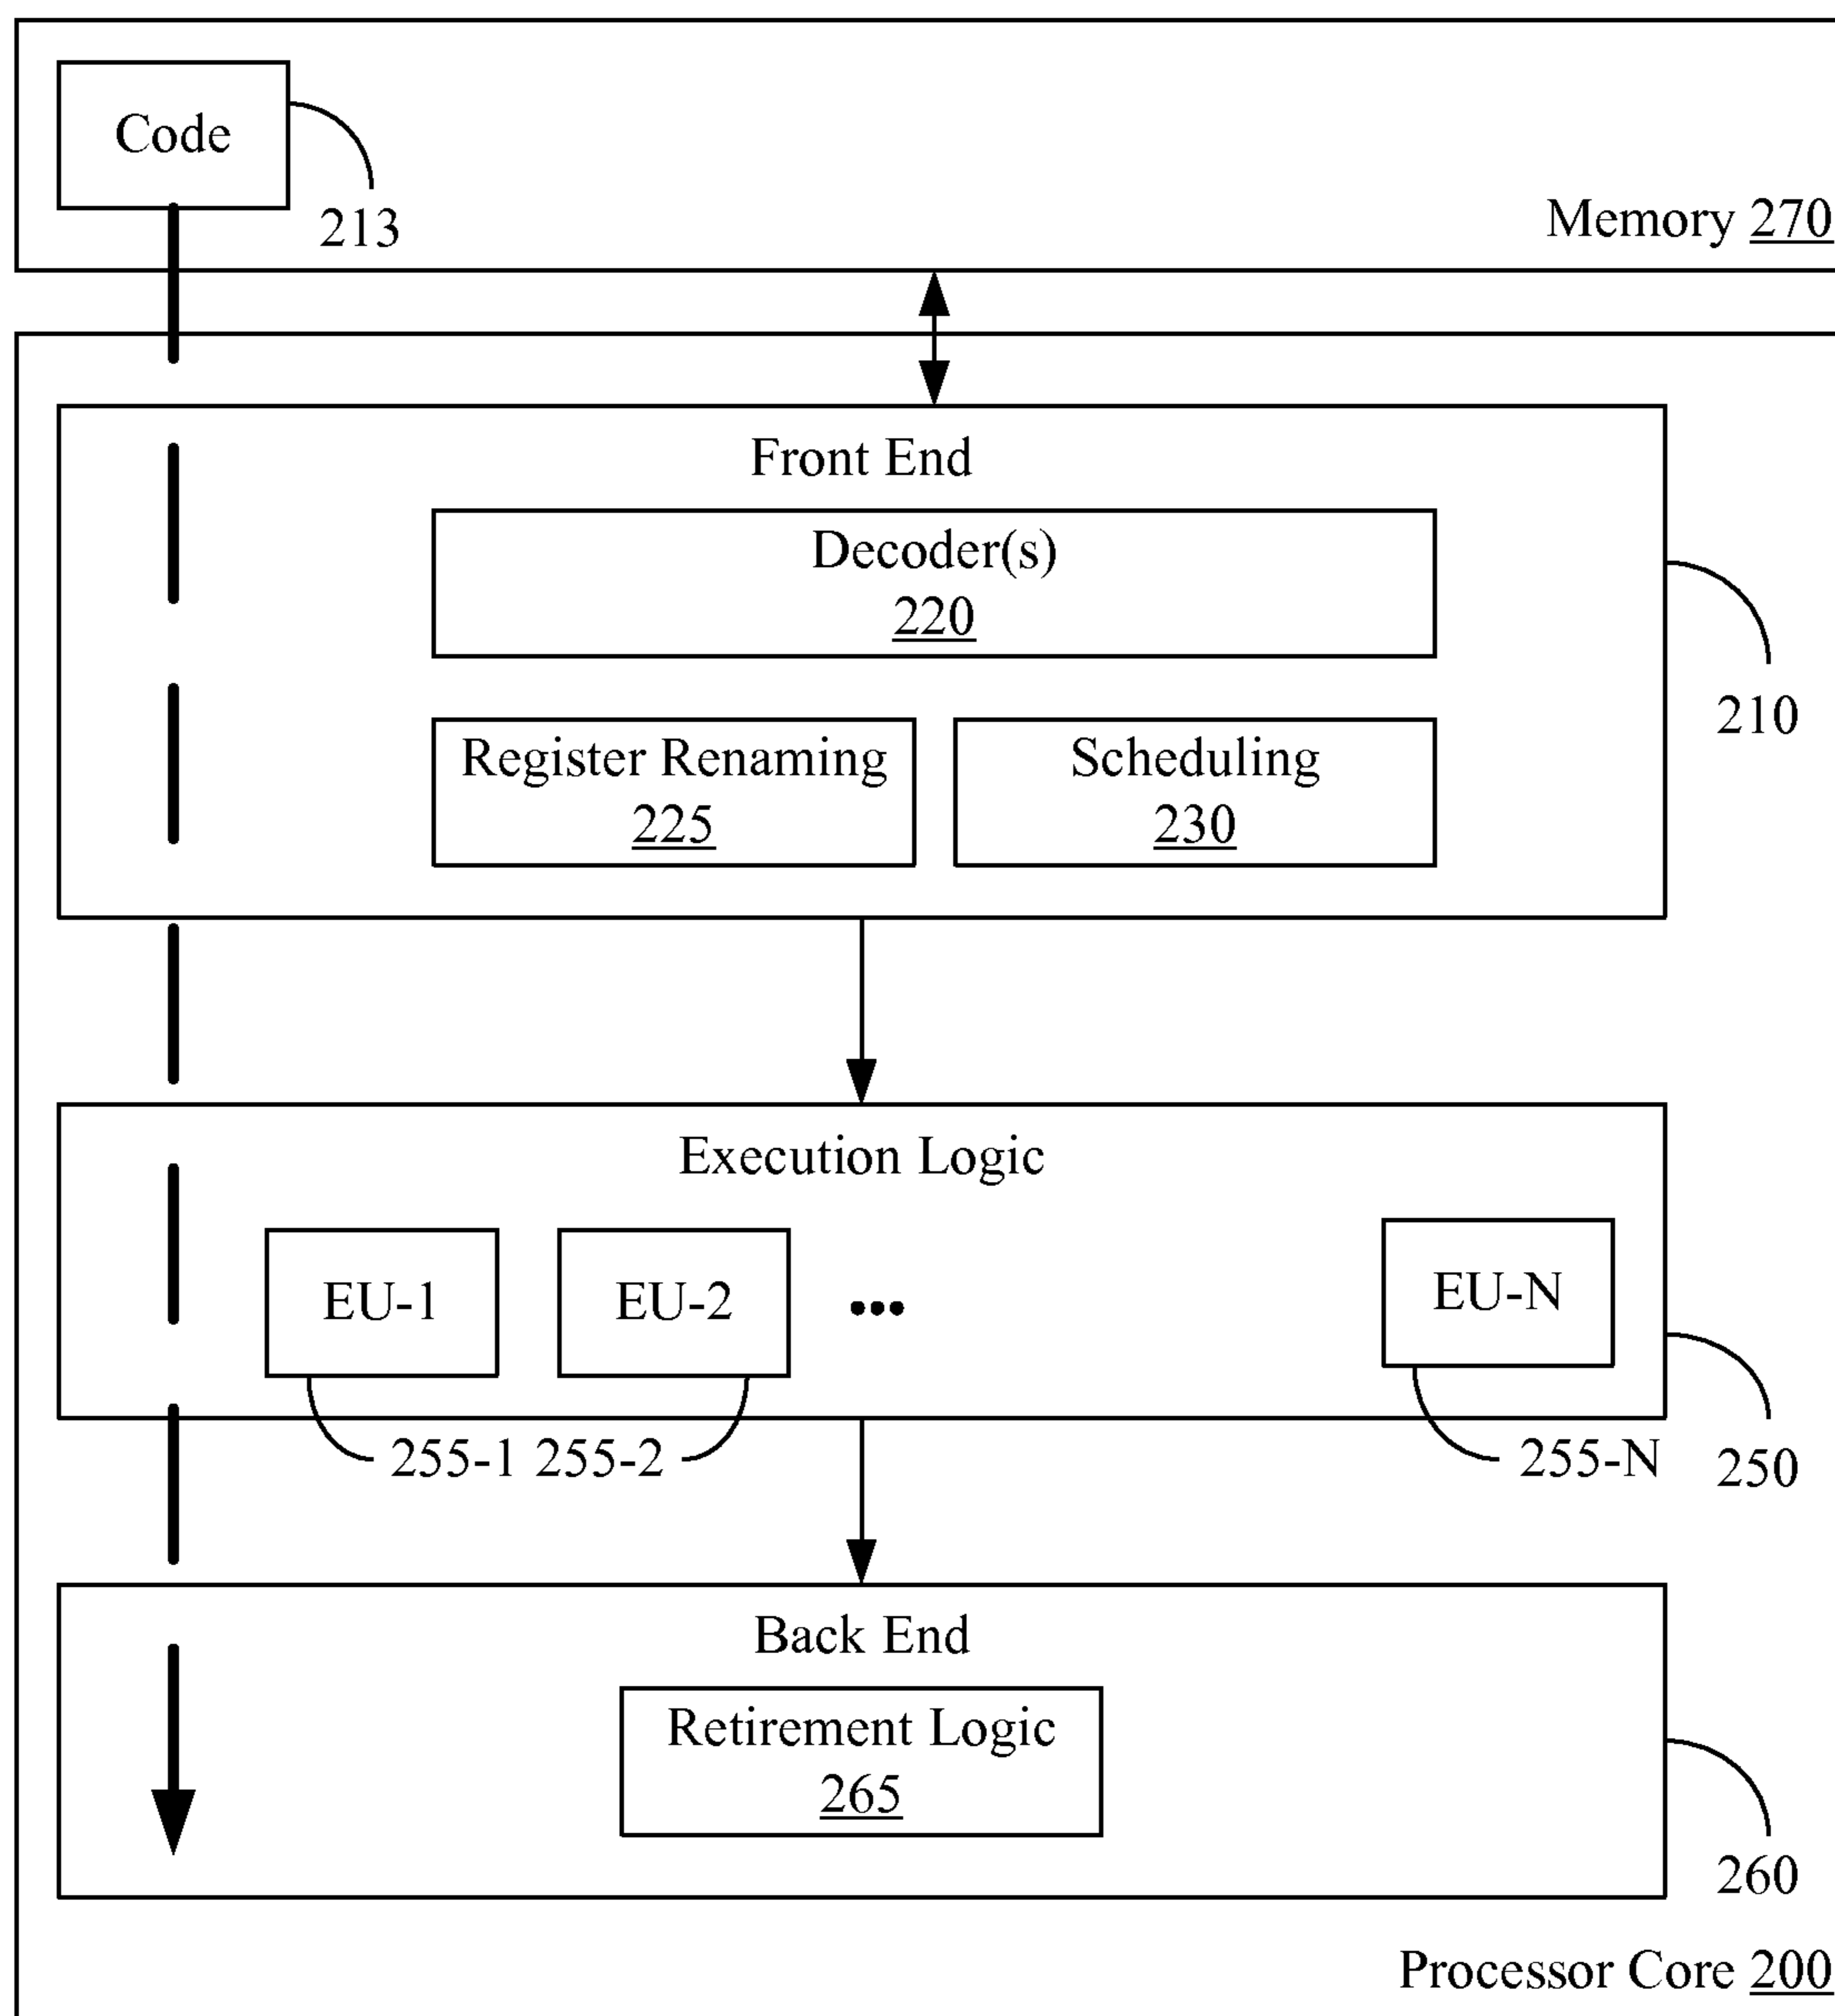 Code
213
Memory 270
Front End
Decoder(s)
220
210
Register Renaming
225
Scheduling
230
Execution Logic
EU-1
EU-2
•••
EU-N
255-1 255-2
255-N
250
Back End
Retirement Logic
265
260
Processor Core 200